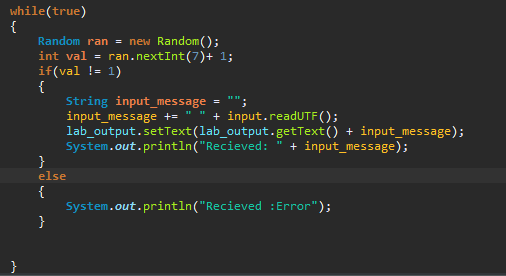 while(true)
{
Random ran = new Random();
int val = ran.nextInt(7)+ 1;
if(val != 1)
{
String input_message = "";
input_message += " " + input.readUTF();
lab_output.setText(lab_output.getText() + input_message);
System.out.println("Recieved: " + input_message);
}
else
{
System.out.println("Recieved :Error");
}
}